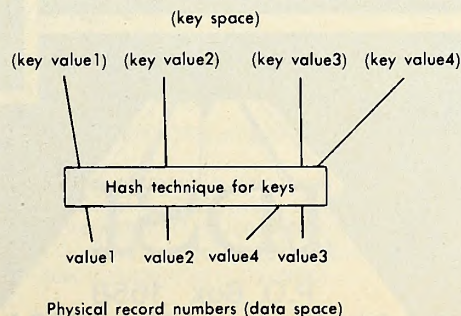 (key space)
(key value1) (key value2) (key value3) (key value4)
Hash technique for keys
value1 value2 value4 value3
Physical record numbers (data space)